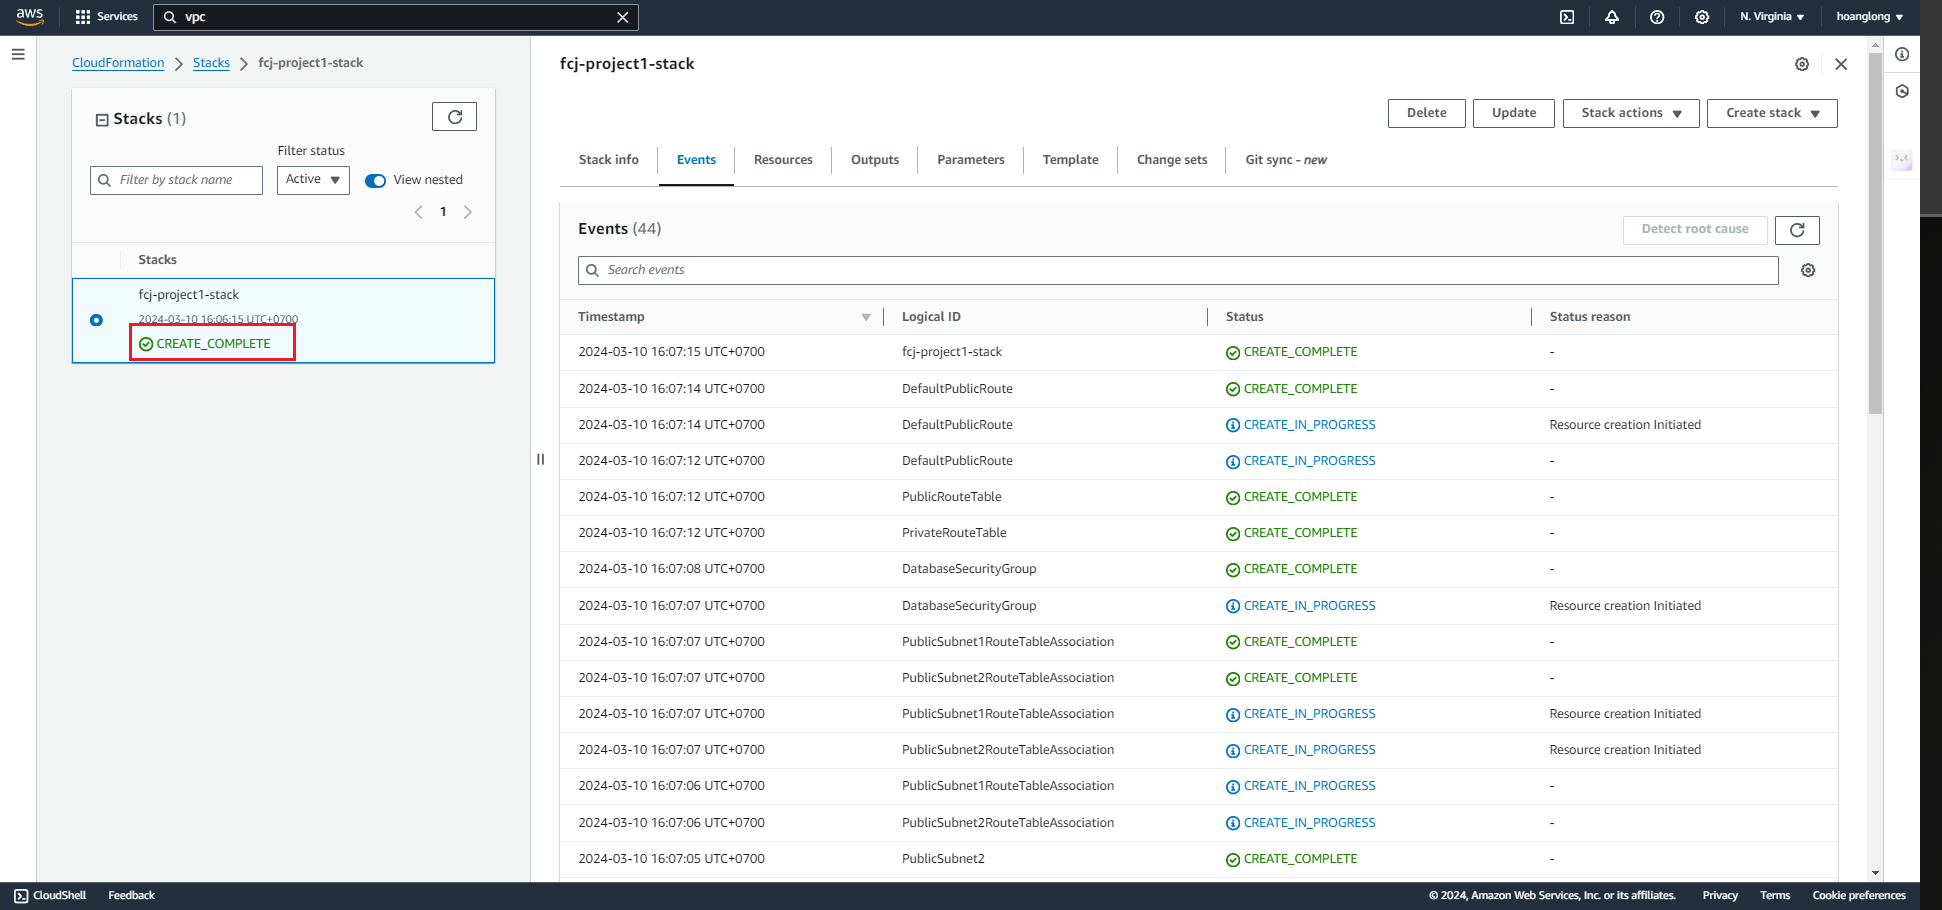 aws Services vpc N. Virginia hoanglong
CloudFormation Stacks fcj-project1-stack
Stacks (1)
Filter status
Filter by stack name Active View nested
1
Stacks
fcj-project1-stack
2024-03-10 16:06:15 UTC+0700
CREATE_COMPLETE
fcj-project1-stack
Delete Update Stack actions Create stack
Stack info Events Resources Outputs Parameters Template Change sets Git sync - new
Events (44) Detect root cause
Search events
Timestamp Logical ID Status Status reason
2024-03-10 16:07:15 UTC+0700 fcj-project1-stack CREATE_COMPLETE -
2024-03-10 16:07:14 UTC+0700 DefaultPublicRoute CREATE_COMPLETE -
2024-03-10 16:07:14 UTC+0700 DefaultPublicRoute CREATE_IN_PROGRESS Resource creation Initiated
2024-03-10 16:07:12 UTC+0700 DefaultPublicRoute CREATE_IN_PROGRESS -
2024-03-10 16:07:12 UTC+0700 PublicRouteTable CREATE_COMPLETE -
2024-03-10 16:07:12 UTC+0700 PrivateRouteTable CREATE_COMPLETE -
2024-03-10 16:07:08 UTC+0700 DatabaseSecurityGroup CREATE_COMPLETE -
2024-03-10 16:07:07 UTC+0700 DatabaseSecurityGroup CREATE_IN_PROGRESS Resource creation Initiated
2024-03-10 16:07:07 UTC+0700 PublicSubnet1RouteTableAssociation CREATE_COMPLETE -
2024-03-10 16:07:07 UTC+0700 PublicSubnet2RouteTableAssociation CREATE_COMPLETE -
2024-03-10 16:07:07 UTC+0700 PublicSubnet1RouteTableAssociation CREATE_IN_PROGRESS Resource creation Initiated
2024-03-10 16:07:07 UTC+0700 PublicSubnet2RouteTableAssociation CREATE_IN_PROGRESS Resource creation Initiated
2024-03-10 16:07:06 UTC+0700 PublicSubnet1RouteTableAssociation CREATE_IN_PROGRESS -
2024-03-10 16:07:06 UTC+0700 PublicSubnet2RouteTableAssociation CREATE_IN_PROGRESS -
2024-03-10 16:07:05 UTC+0700 PublicSubnet2 CREATE_COMPLETE -
CloudShell Feedback © 2024, Amazon Web Services, Inc. or its affiliates. Privacy Terms Cookie preferences